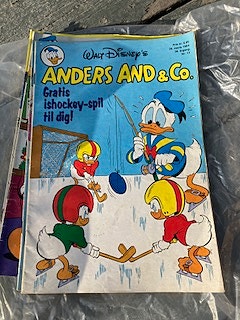 WALT DISNEY'S
ANDERS AND & Co.
Gratis
ishockey-spil
til dig!